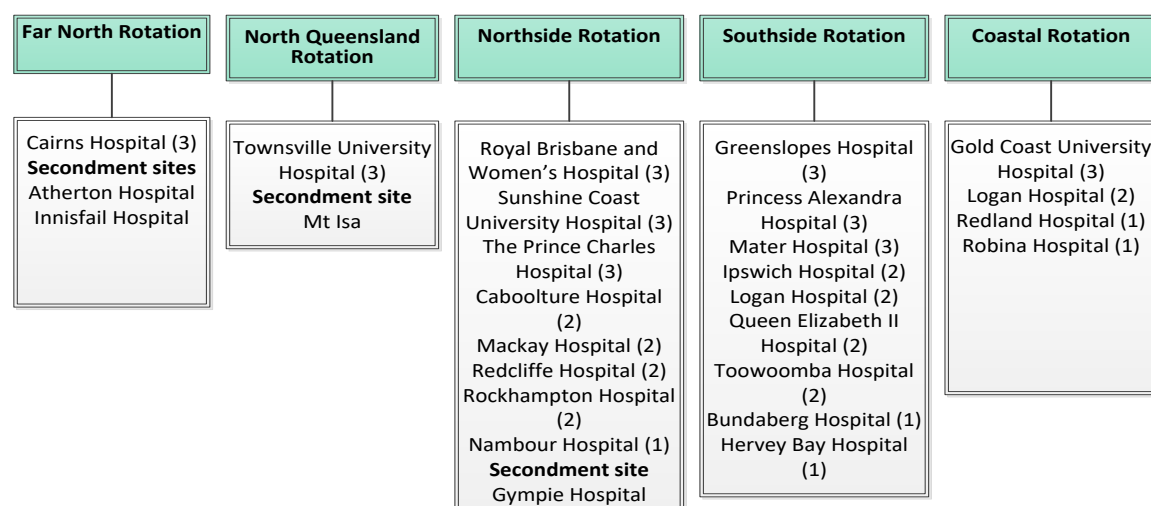 Far North Rotation
Cairns Hospital (3)
Secondment sites
Atherton Hospital
Innisfail Hospital
North Queensland
Rotation
Townsville University
Hospital (3)
Secondment site
Mt Isa
Northside Rotation
Royal Brisbane and
Women's Hospital (3)
Sunshine Coast
University Hospital (3)
The Prince Charles
Hospital (3)
Caboolture Hospital
(2)
Mackay Hospital (2)
Redcliffe Hospital (2)
Rockhampton Hospital
(2)
Nambour Hospital (1)
Secondment site
Gympie Hospital
Southside Rotation
Greenslopes Hospital
(3)
Princess Alexandra
Hospital (3)
Mater Hospital (3)
Ipswich Hospital (2)
Logan Hospital (2)
Queen Elizabeth II
Hospital (2)
Toowoomba Hospital
(2)
Bundaberg Hospital (1)
Hervey Bay Hospital
(1)
Coastal Rotation
Gold Coast University
Hospital (3)
Logan Hospital (2)
Redland Hospital (1)
Robina Hospital (1)